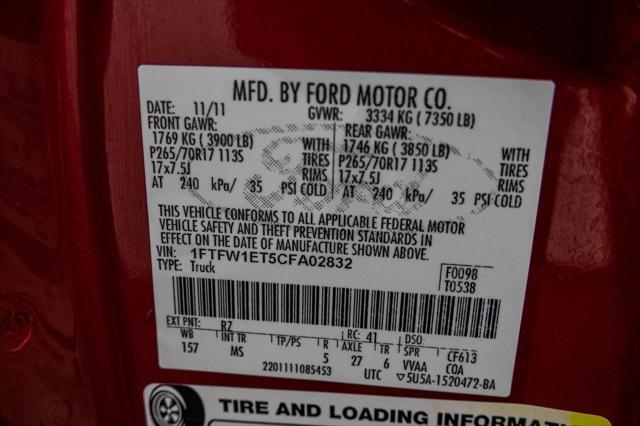 MFD. BY FORD MOTOR CO.
DATE: 11/11 GVWR: 3334 KG ( 7350 LB)
FRONT GAWR: REAR GAWR:
1769 KG ( 3900 LB) WITH 1746 KG ( 3850 LB) WITH
P265/70R17 113S TIRES P265/70R17 113S TIRES
17x7.5J RIMS 17x7.5J RIMS
AT 240 kPa/ 35 PSI COLD AT 240 kPa/ 35 PSI COLD
THIS VEHICLE CONFORMS TO ALL APPLICABLE FEDERAL MOTOR
VEHICLE SAFETY AND THEFT PREVENTION STANDARDS IN
EFFECT ON THE DATE OF MANUFACTURE SHOWN ABOVE.
VIN: 1FTFW1ET5CFA02832 F0098
TYPE: Truck T0538
EXT PNT: RZ RC: 41 DSO:
WB INT TR TP/PS R AXLE TR SPR CF613
157 MS 5 27 6 VVAA COA
2201111085453 UTC ▽5U5A-1520472-BA
TIRE AND LOADING INFORMATI